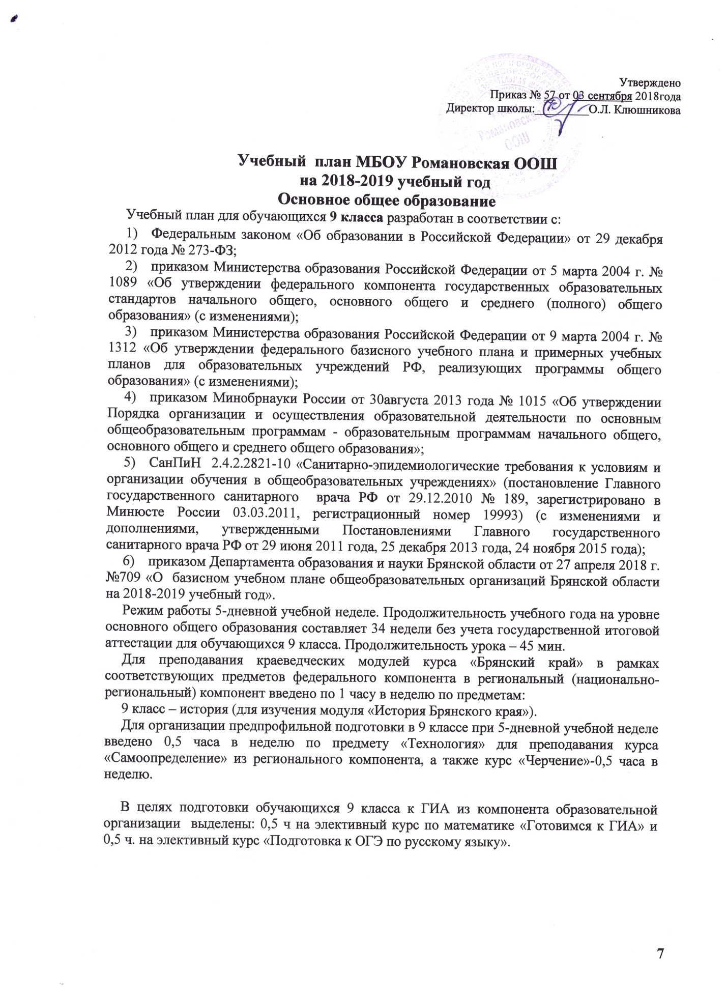 Утверждено
Приказ № 57 от 03 сентября 2018года
Директор школы:__________О.Л. Клюшникова
Романовская
ООШ
Учебный план МБОУ Романовская ООШ
на 2018-2019 учебный год
Основное общее образование
Учебный план для обучающихся 9 класса разработан в соответствии с:
1) Федеральным законом «Об образовании в Российской Федерации» от 29 декабря
2012 года № 273-ФЗ;
2) приказом Министерства образования Российской Федерации от 5 марта 2004 г. №
1089 «Об утверждении федерального компонента государственных образовательных
стандартов начального общего, основного общего и среднего (полного) общего
образования» (с изменениями);
3) приказом Министерства образования Российской Федерации от 9 марта 2004 г. №
1312 «Об утверждении федерального базисного учебного плана и примерных учебных
планов для образовательных учреждений РФ, реализующих программы общего
образования» (с изменениями);
4) приказом Минобрнауки России от 30августа 2013 года № 1015 «Об утверждении
Порядка организации и осуществления образовательной деятельности по основным
общеобразовательным программам - образовательным программам начального общего,
основного общего и среднего общего образования»;
5) СанПиН 2.4.2.2821-10 «Санитарно-эпидемиологические требования к условиям и
организации обучения в общеобразовательных учреждениях» (постановление Главного
государственного санитарного врача РФ от 29.12.2010 № 189, зарегистрировано в
Минюсте России 03.03.2011, регистрационный номер 19993) (с изменениями и
дополнениями, утвержденными Постановлениями Главного государственного
санитарного врача РФ от 29 июня 2011 года, 25 декабря 2013 года, 24 ноября 2015 года);
6) приказом Департамента образования и науки Брянской области от 27 апреля 2018 г.
№709 «О базисном учебном плане общеобразовательных организаций Брянской области
на 2018-2019 учебный год».
Режим работы 5-дневной учебной неделе. Продолжительность учебного года на уровне
основного общего образования составляет 34 недели без учета государственной итоговой
аттестации для обучающихся 9 класса. Продолжительность урока – 45 мин.
Для преподавания краеведческих модулей курса «Брянский край» в рамках
соответствующих предметов федерального компонента в региональный (национально-
региональный) компонент введено по 1 часу в неделю по предметам:
9 класс – история (для изучения модуля «История Брянского края»).
Для организации предпрофильной подготовки в 9 классе при 5-дневной учебной неделе
введено 0,5 часа в неделю по предмету «Технология» для преподавания курса
«Самоопределение» из регионального компонента, а также курс «Черчение»-0,5 часа в
неделю.
В целях подготовки обучающихся 9 класса к ГИА из компонента образовательной
организации выделены: 0,5 ч на элективный курс по математике «Готовимся к ГИА» и
0,5 ч. на элективный курс «Подготовка к ОГЭ по русскому языку».
7